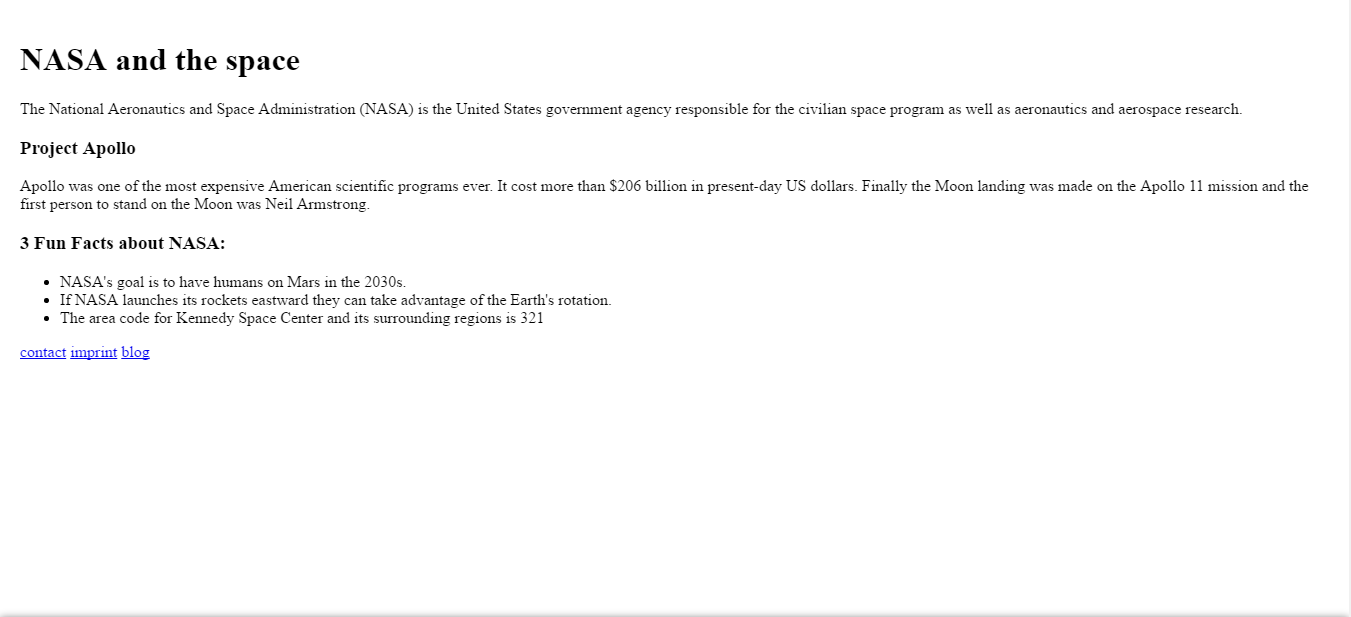 NASA and the space
The National Aeronautics and Space Administration (NASA) is the United States government agency responsible for the civilian space program as well as aeronautics and aerospace research.
Project Apollo
Apollo was one of the most expensive American scientific programs ever. It cost more than $206 billion in present-day US dollars. Finally the Moon landing was made on the Apollo 11 mission and the
first person to stand on the Moon was Neil Armstrong.
3 Fun Facts about NASA:
• NASA's goal is to have humans on Mars in the 2030s.
• If NASA launches its rockets eastward they can take advantage of the Earth's rotation.
• The area code for Kennedy Space Center and its surrounding regions is 321
contact imprint blog